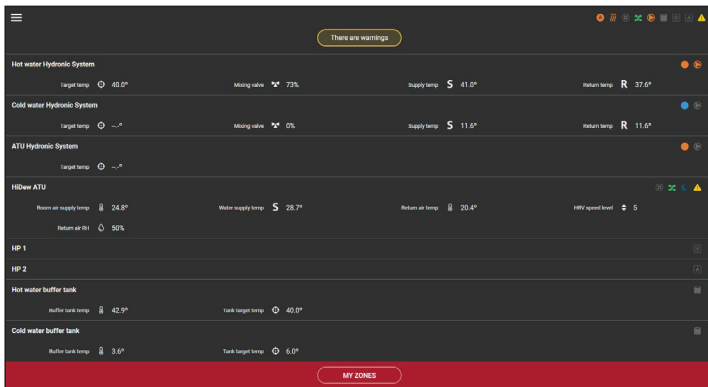 There are warnings
Hot water Hydronic System
Target temp 40.0° Mixing valve 73% Supply temp S 41.0° Return temp R 37.6°
Cold water Hydronic System
Target temp --.-° Mixing valve 0% Supply temp S 11.6° Return temp R 11.6°
ATU Hydronic System
Target temp --.-°
HiDew ATU
Room air supply temp 24.8° Water supply temp S 28.7° Return air temp 20.4° HRV speed level 5
Return air RH 50%
HP 1
HP 2
Hot water buffer tank
Buffer tank temp 42.9° Tank target temp 40.0°
Cold water buffer tank
Buffer tank temp 3.6° Tank target temp 6.0°
MY ZONES